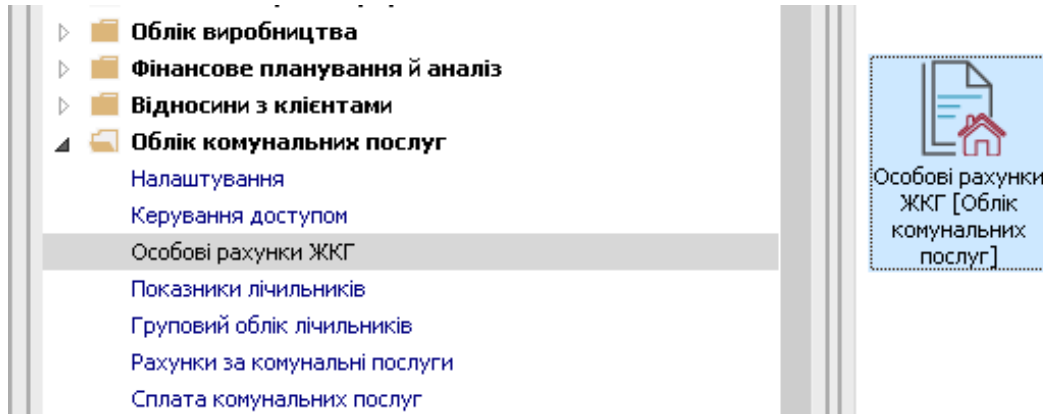 Облік виробництва
Фінансове планування й аналіз
Відносини з клієнтами
Облік комунальних послуг
Налаштування
Керування доступом
Особові рахунки ЖКГ
Показники лічильників
Груповий облік лічильників
Рахунки за комунальні послуги
Сплата комунальних послуг
Особові рахунки
ЖКГ [Облік
комунальних
послуг]